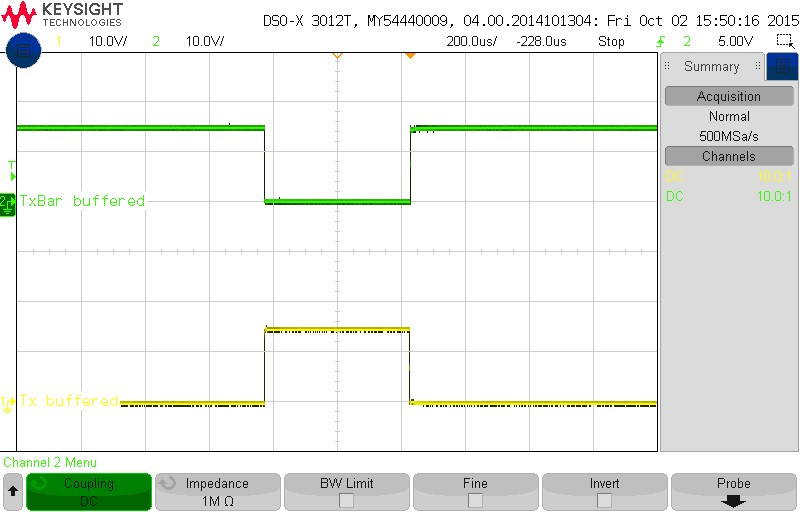 KEYSIGHT
TECHNOLOGIES
DSO-X 3012T, MY54440009, 04.00.2014101304: Fri Oct 02 15:50:16 2015
1 10.0V/ 2 10.0V/ 200.0us/ -228.0us Stop 2 5.00V
Summary
Acquisition
Normal
500MSa/s
Channels
DC 10.0:1
DC 10.0:1
T
2 TxBar buffered
1 Tx buffered
Channel 2 Menu
Coupling
DC
Impedance
1M Ω
BW Limit
Fine
Invert
Probe